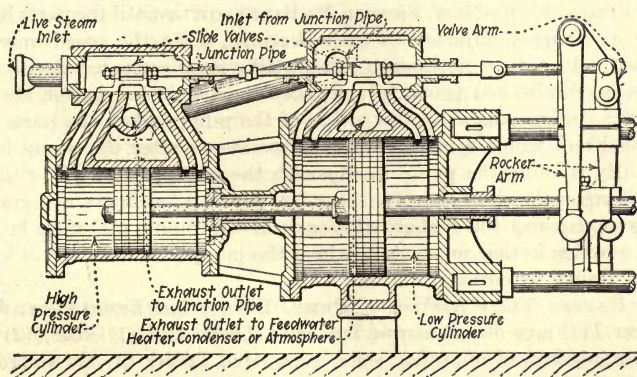 Live Steam
Inlet
Inlet from Junction Pipe
Slide Valves
Junction Pipe
Valve Arm
Rocker
Arm
High
Pressure
Cylinder
Exhaust Outlet
to Junction Pipe
Exhaust Outlet to Feedwater
Heater, Condenser or Atmosphere
Low Pressure
Cylinder